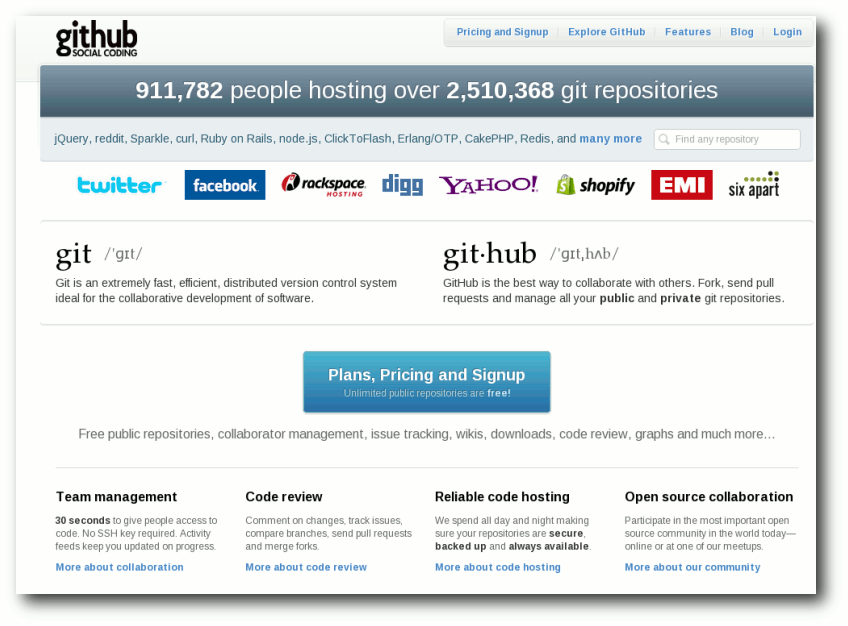 github
SOCIAL CODING
Pricing and Signup Explore GitHub Features Blog Login
911,782 people hosting over 2,510,368 git repositories
jQuery, reddit, Sparkle, curl, Ruby on Rails, node.js, ClickToFlash, Erlang/OTP, CakePHP, Redis, and many more
Find any repository
twitter facebook. rackspace HOSTING digg YAHOO! shopify EMI six apart
git /ˈgɪt/
Git is an extremely fast, efficient, distributed version control system
ideal for the collaborative development of software.
git·hub /ˈgɪt,hʌb/
GitHub is the best way to collaborate with others. Fork, send pull
requests and manage all your public and private git repositories.
Plans, Pricing and Signup
Unlimited public repositories are free!
Free public repositories, collaborator management, issue tracking, wikis, downloads, code review, graphs and much more…
Team management
30 seconds to give people access to
code. No SSH key required. Activity
feeds keep you updated on progress.
More about collaboration
Code review
Comment on changes, track issues,
compare branches, send pull requests
and merge forks.
More about code review
Reliable code hosting
We spend all day and night making
sure your repositories are secure,
backed up and always available.
More about code hosting
Open source collaboration
Participate in the most important open
source community in the world today—
online or at one of our meetups.
More about our community